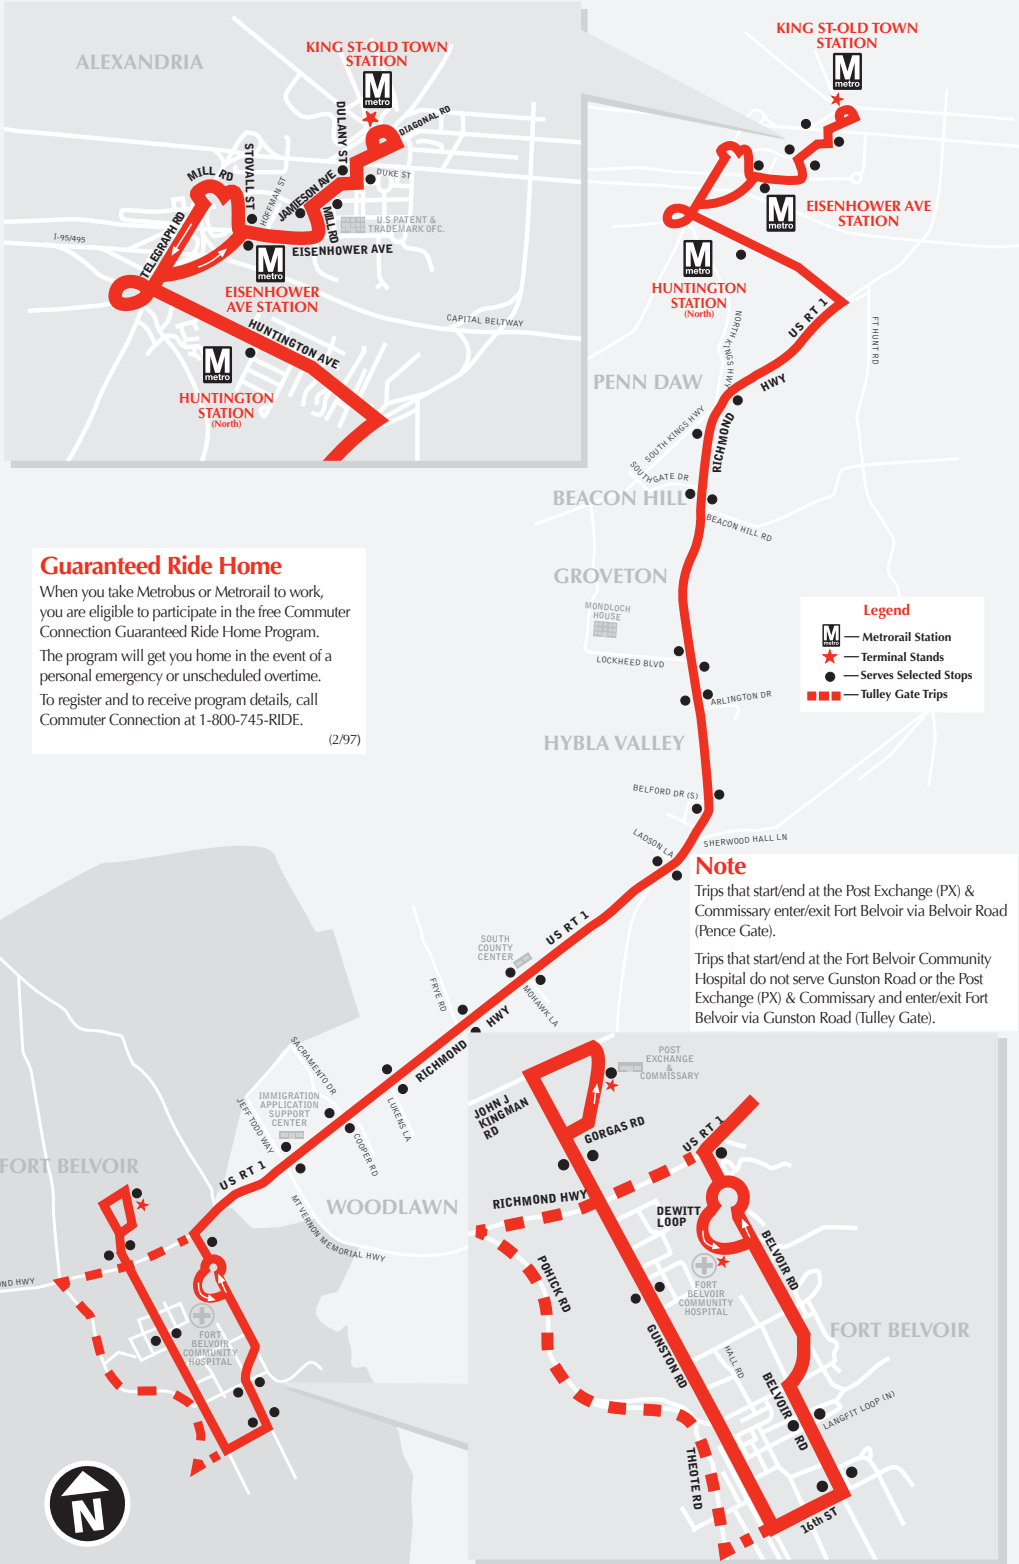 ALEXANDRIA
KING ST-OLD TOWN
STATION
M
metro
DULANY ST
DIAGONAL RD
STOVALL ST
MILL RD
HOFFMAN ST
JAMIESON AVE
DUKE ST
MILL RD
U.S PATENT &
TRADEMARK OFC.
TELEGRAPH RD
I-95/495
EISENHOWER AVE
M
metro
EISENHOWER
AVE STATION
CAPITAL BELTWAY
HUNTINGTON AVE
M
metro
HUNTINGTON
STATION
(North)
KING ST-OLD TOWN
STATION
M
metro
EISENHOWER AVE
STATION
M
metro
M
metro
HUNTINGTON
STATION
(North)
NORTH KINGS HWY
US RT 1
FT HUNT RD
PENN DAW
HWY
RICHMOND
SOUTH KINGS HWY
SOUTHGATE DR
BEACON HILL
BEACON HILL RD
GROVETON
MONDLOCH
HOUSE
LOCKHEED BLVD
ARLINGTON DR
HYBLA VALLEY
BELFORD DR (S)
LADSON LA
SHERWOOD HALL LN
Guaranteed Ride Home
When you take Metrobus or Metrorail to work,
you are eligible to participate in the free Commuter
Connection Guaranteed Ride Home Program.
The program will get you home in the event of a
personal emergency or unscheduled overtime.
To register and to receive program details, call
Commuter Connection at 1-800-745-RIDE.
(2/97)
Legend
M
metro
— Metrorail Station
— Terminal Stands
— Serves Selected Stops
— Tulley Gate Trips
Note
Trips that start/end at the Post Exchange (PX) &
Commissary enter/exit Fort Belvoir via Belvoir Road
(Pence Gate).
Trips that start/end at the Fort Belvoir Community
Hospital do not serve Gunston Road or the Post
Exchange (PX) & Commissary and enter/exit Fort
Belvoir via Gunston Road (Tulley Gate).
US RT 1
SOUTH
COUNTY
CENTER
FRYE RD
MOHAWK LA
HWY
RICHMOND
SACRAMENTO DR
IMMIGRATION
APPLICATION
SUPPORT
CENTER
JEFF TODD WAY
LUKENS LA
COOPER RD
US RT 1
FORT BELVOIR
WOODLAWN
MT VERNON MEMORIAL HWY
OND HWY
FORT
BELVOIR
COMMUNITY
HOSPITAL
N
POST
EXCHANGE
&
COMMISSARY
JOHN J
KINGMAN
RD
GORGAS RD
US RT 1
RICHMOND HWY
DEWITT
LOOP
BELVOIR RD
POHICK RD
FORT
BELVOIR
COMMUNITY
HOSPITAL
FORT BELVOIR
GUNSTON RD
HALL RD
BELVOIR RD
LANGFIT LOOP (N)
THEOTE RD
16th ST